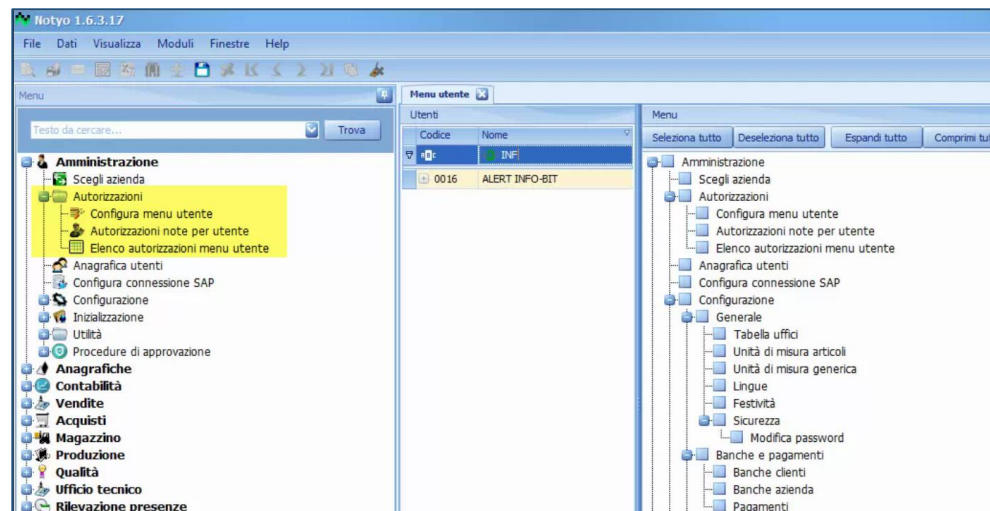 Notyo 1.6.3.17
File Dati Visualizza Moduli Finestre Help
Menu
Testo da cercare...
Trova
Amministrazione
Scegli azienda
Autorizzazioni
Configura menu utente
Autorizzazioni note per utente
Elenco autorizzazioni menu utente
Anagrafica utenti
Configura connessione SAP
Configurazione
Inizializzazione
Utilità
Procedure di approvazione
Anagrafiche
Contabilità
Vendite
Acquisti
Magazzino
Produzione
Qualità
Ufficio tecnico
Rilevazione presenze
Menu utente
Utenti
Codice Nome
INF
0016 ALERT INFO-BIT
Menu
Seleziona tutto Deseleziona tutto Espandi tutto Comprimi tut
Amministrazione
Scegli azienda
Autorizzazioni
Configura menu utente
Autorizzazioni note per utente
Elenco autorizzazioni menu utente
Anagrafica utenti
Configura connessione SAP
Configurazione
Generale
Tabella uffici
Unità di misura articoli
Unità di misura generica
Lingue
Festività
Sicurezza
Modifica password
Banche e pagamenti
Banche clienti
Banche azienda
Pagamenti